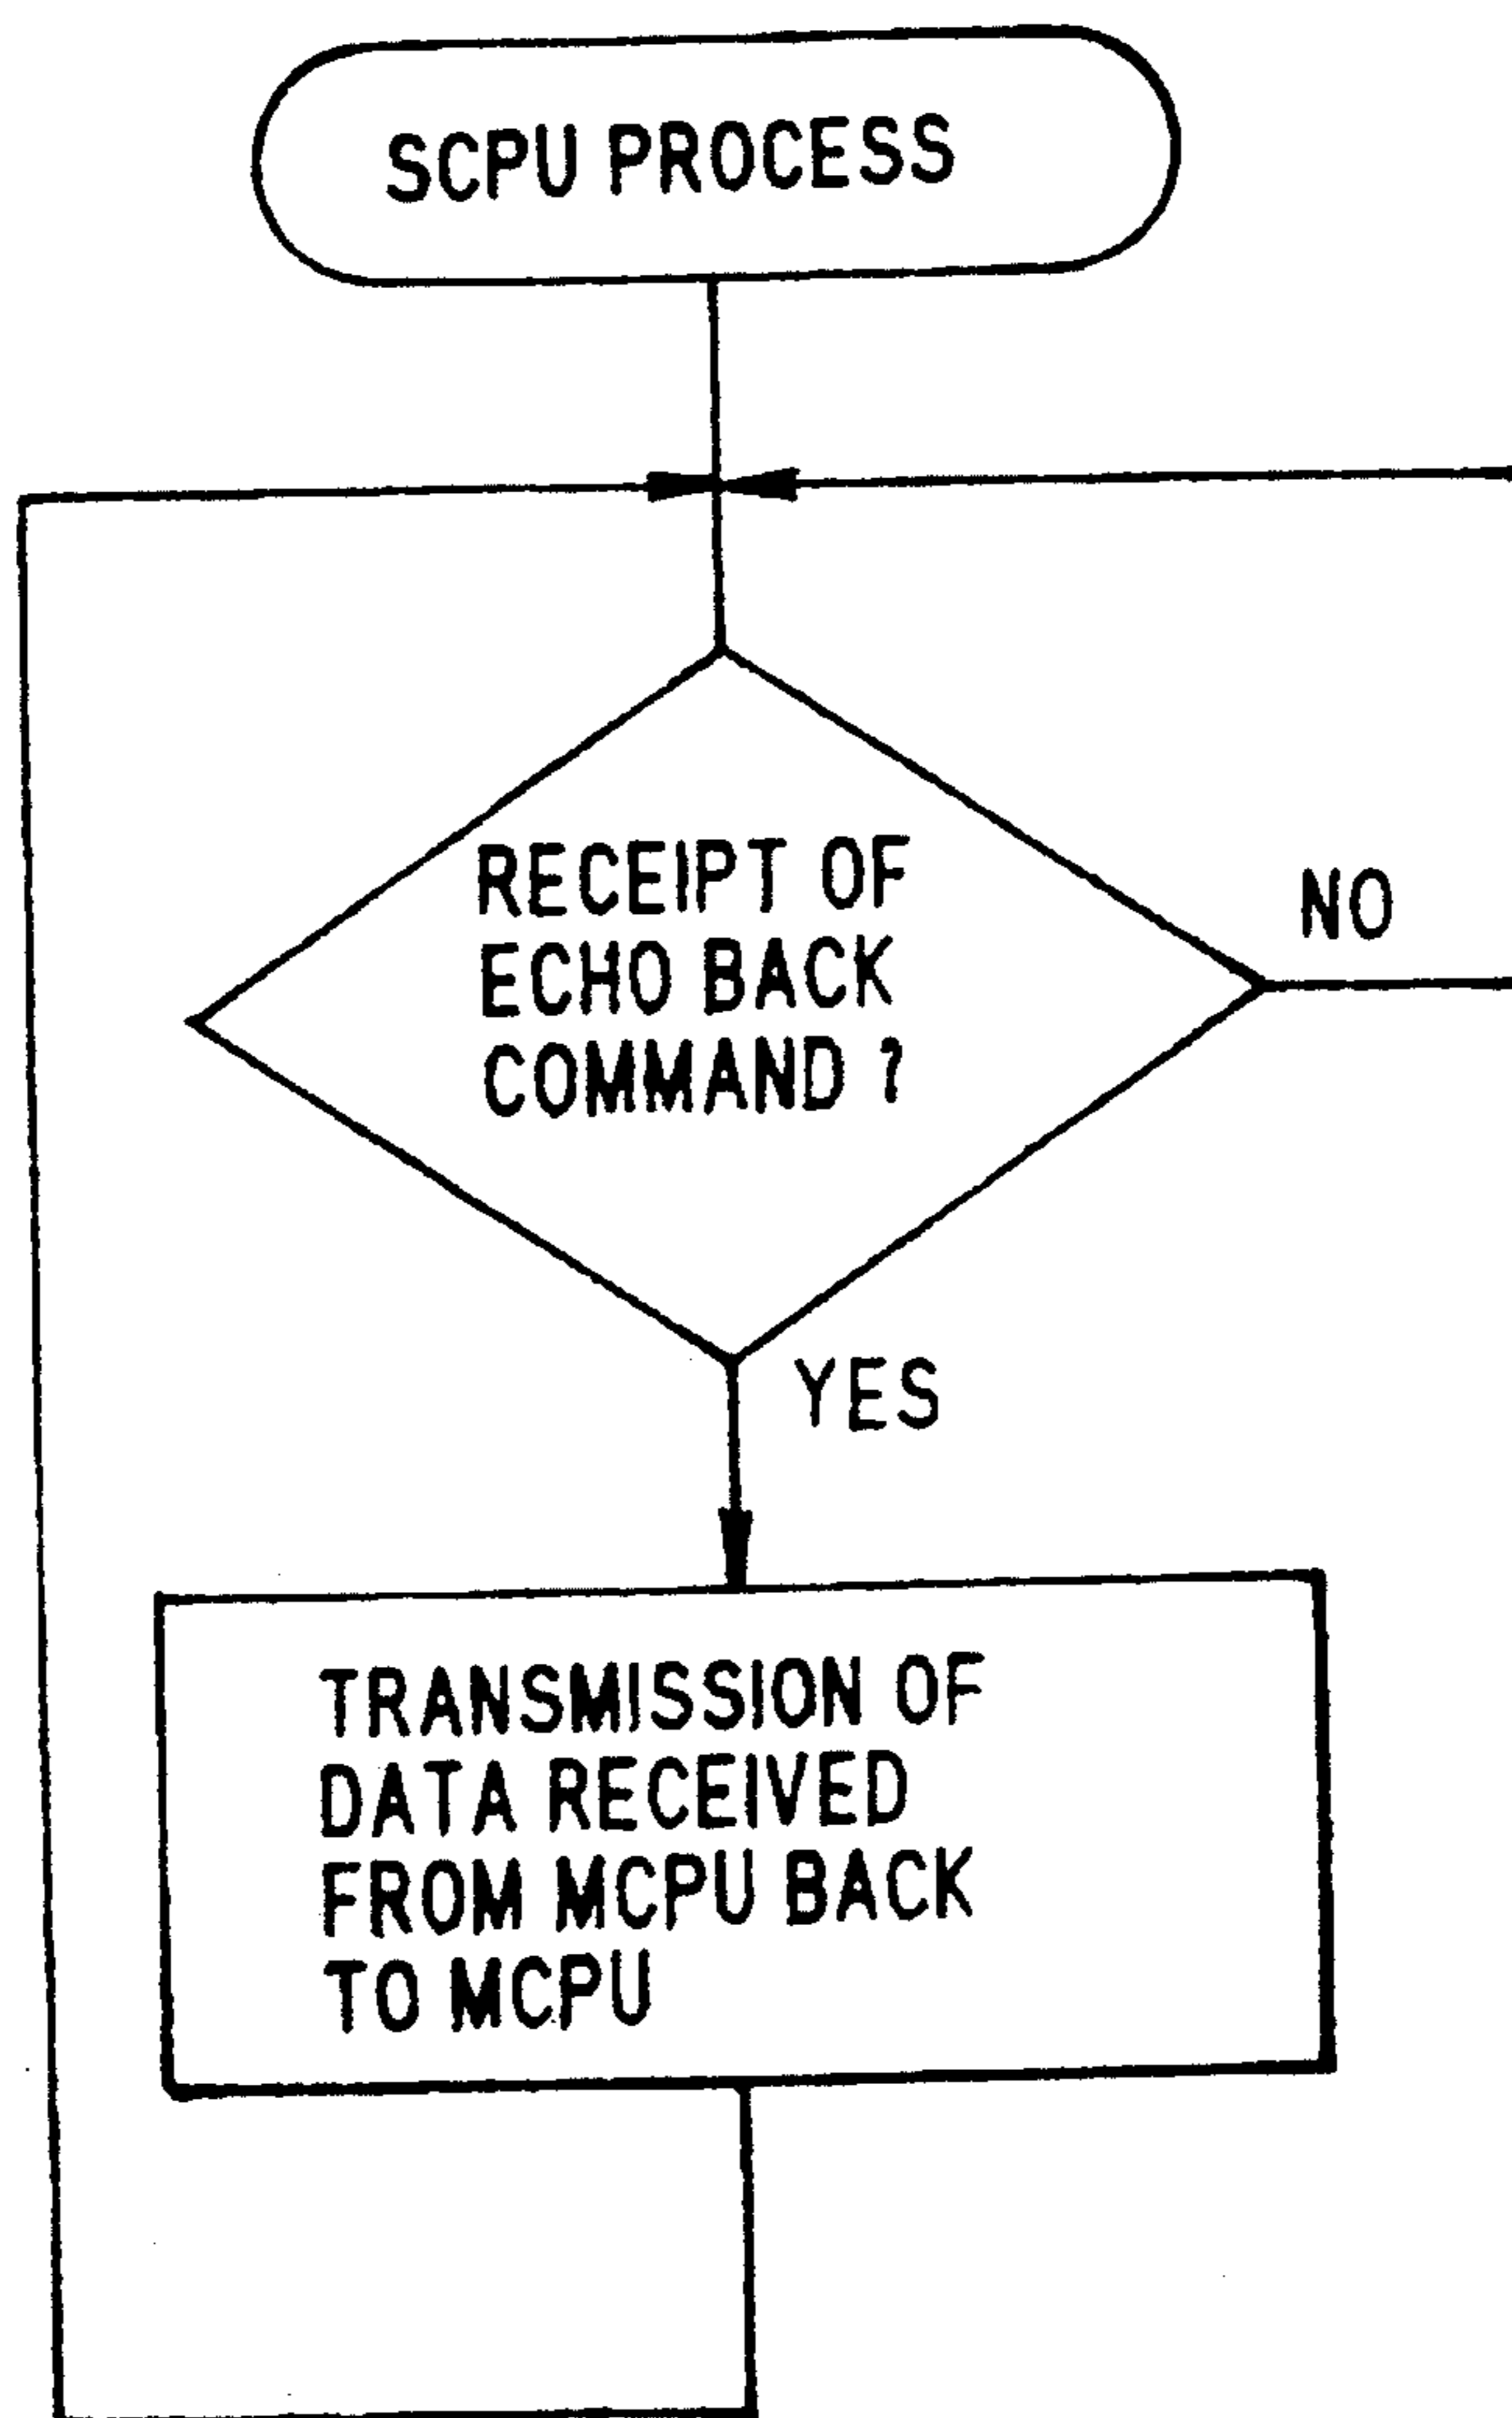 SCPU PROCESS
RECEIPT OF
ECHO BACK
COMMAND ?
NO
YES
TRANSMISSION OF
DATA RECEIVED
FROM MCPU BACK
TO MCPU